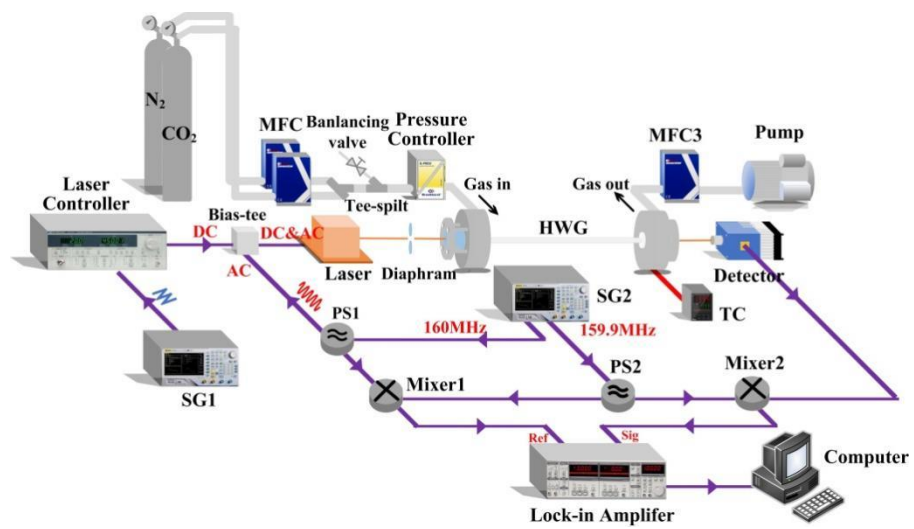 N2
CO2
MFC
Banlancing
valve
Pressure
Controller
MFC3
Pump
Laser
Controller
Bias-tee
Tee-spilt
Gas in
Gas out
DC
DC&AC
HWG
AC
Laser
Diaphram
Detector
SG2
TC
PS1
160MHz
159.9MHz
SG1
Mixer1
PS2
Mixer2
Ref
Sig
Computer
Lock-in Amplifer